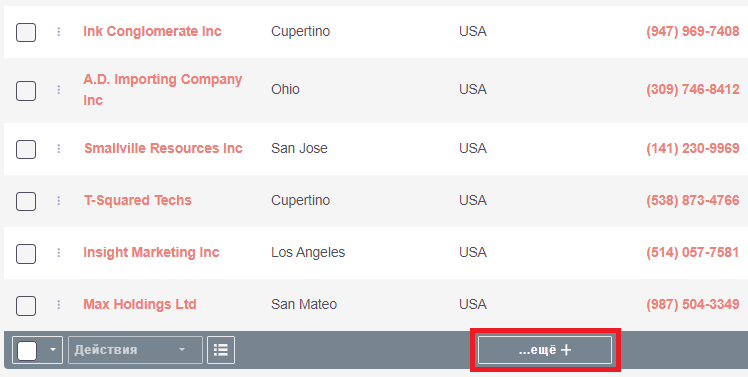 Ink Conglomerate Inc Cupertino USA (947) 969-7408
A.D. Importing Company
Inc Ohio USA (309) 746-8412
Smallville Resources Inc San Jose USA (141) 230-9969
T-Squared Techs Cupertino USA (538) 873-4766
Insight Marketing Inc Los Angeles USA (514) 057-7581
Max Holdings Ltd San Mateo USA (987) 504-3349
Действия ...ещё +